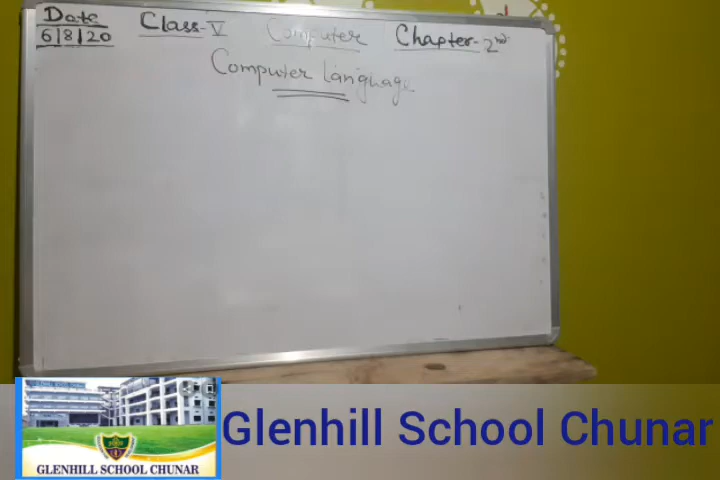 Date Class-V Computer Chapter-2nd.
6/8/20
Computer language
GLENHILL SCHOOL CHUNAR
Glenhill School Chunar